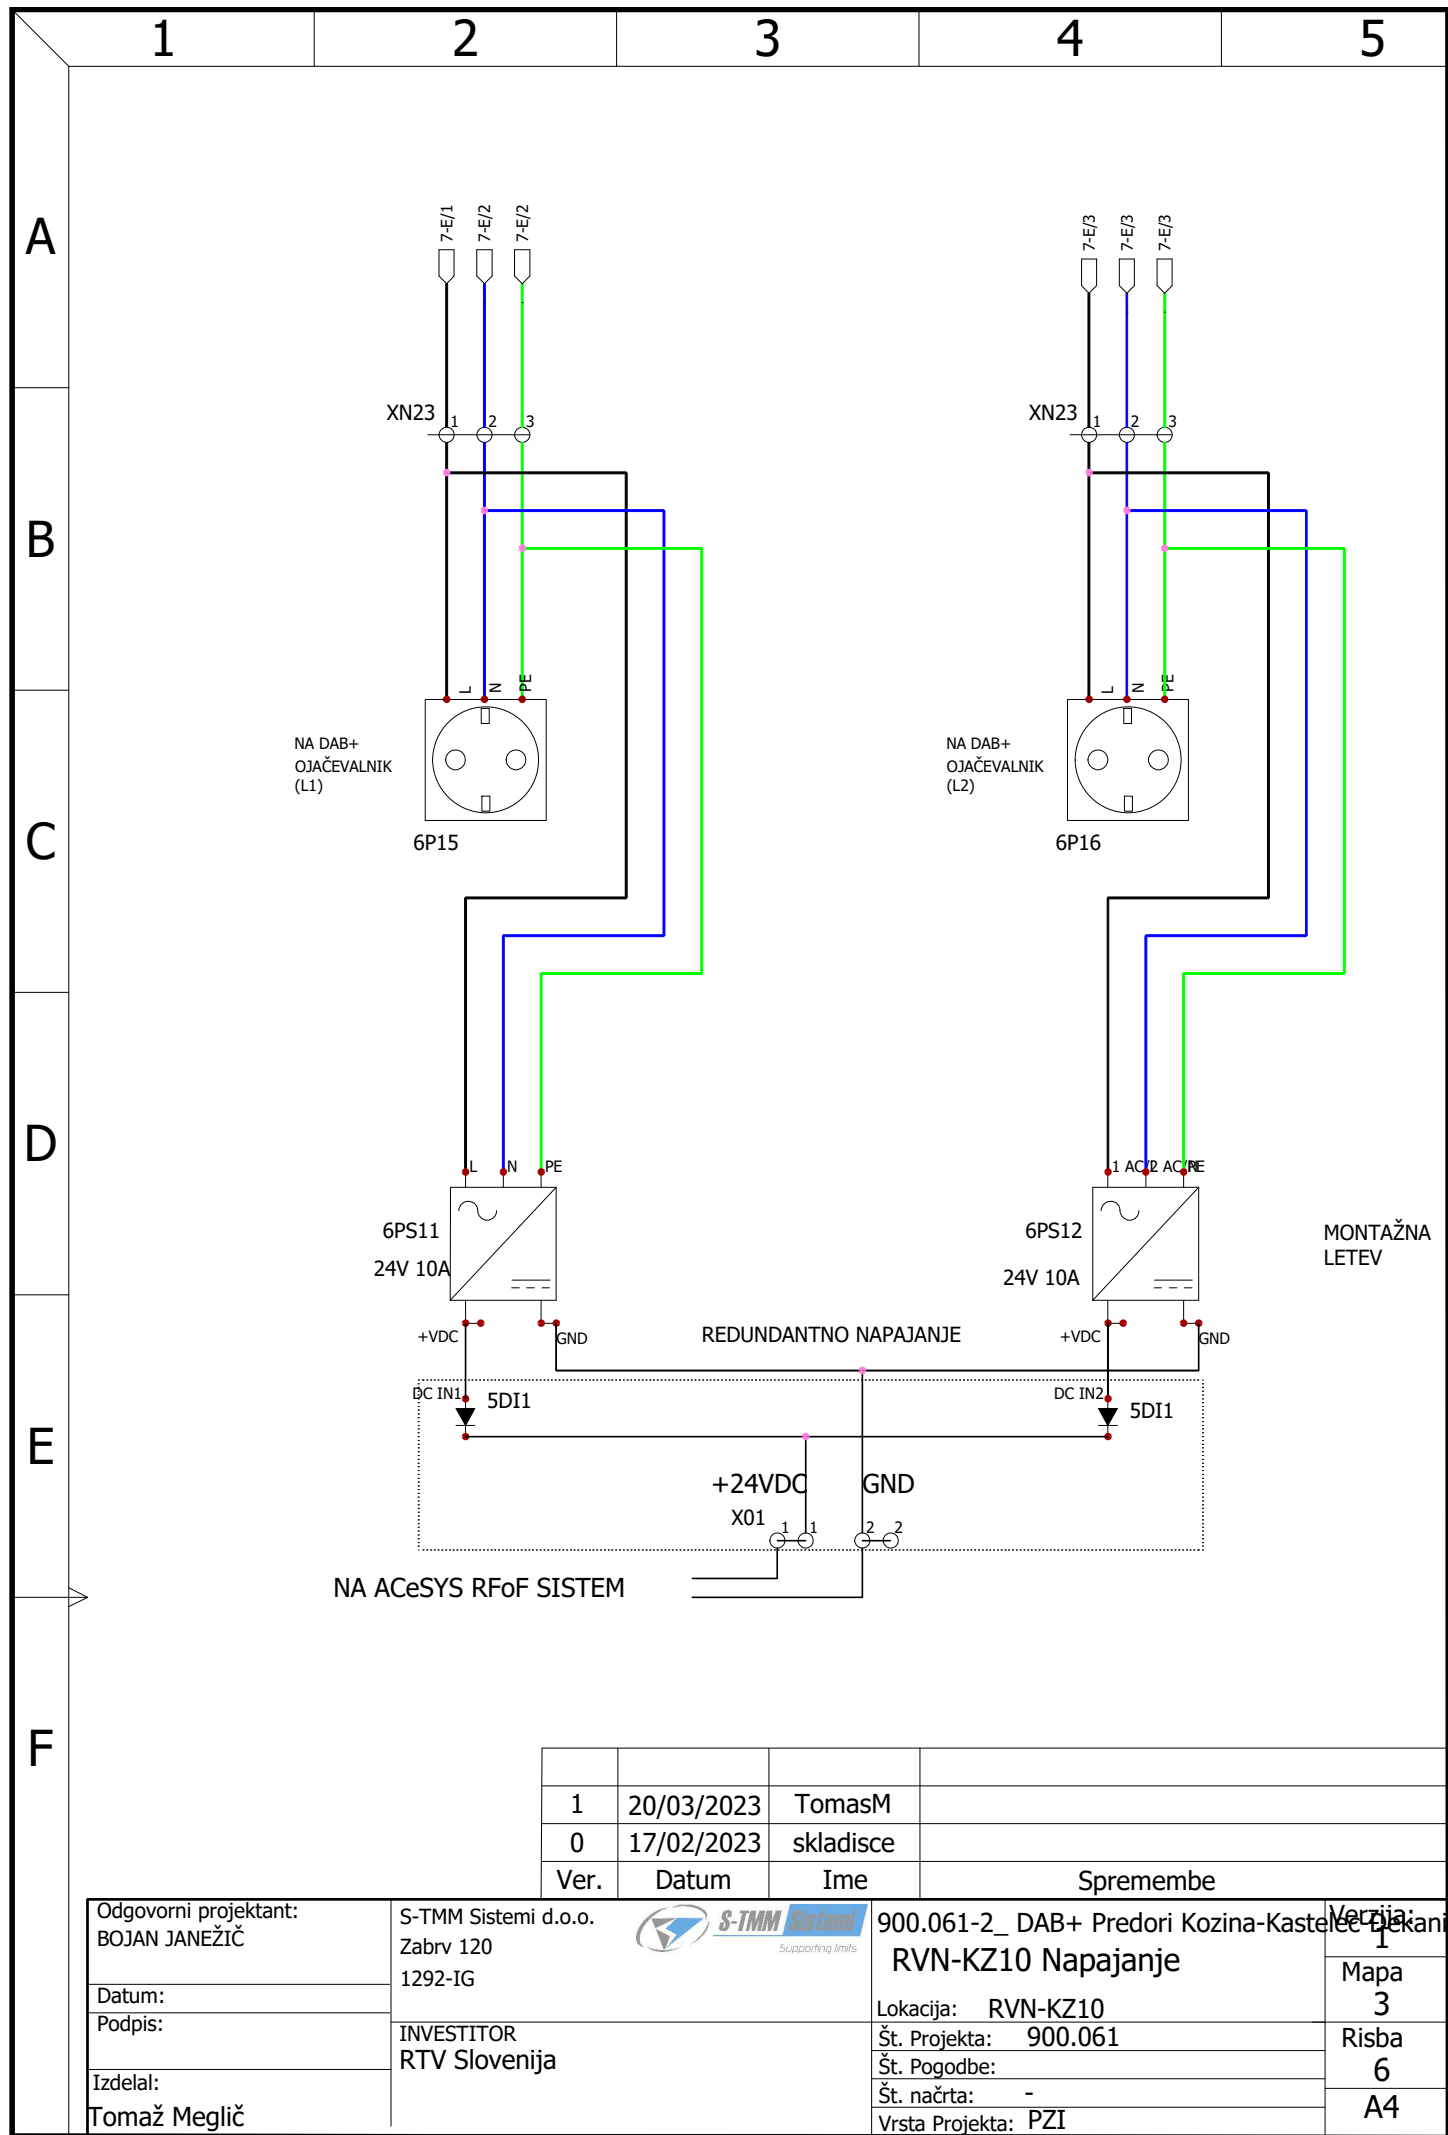 1 2 3 4 5
A
7-E/1 7-E/2 7-E/2 7-E/3 7-E/3 7-E/3
XN23 1 2 3 XN23 1 2 3
B
L N PE L N PE
NA DAB+
OJAČEVALNIK
(L1)
NA DAB+
OJAČEVALNIK
(L2)
C
6P15 6P16
D
L N PE 1 AC/L 2 AC/N PE
6PS11
24V 10A
6PS12
24V 10A
MONTAŽNA
LETEV
+VDC GND REDUNDANTNO NAPAJANJE +VDC GND
DC IN1 5DI1 DC IN2 5DI1
E
+24VDC GND
X01 1 1 2 2
NA ACeSYS RFoF SISTEM
F
1 20/03/2023 TomasM
0 17/02/2023 skladisce
Ver. Datum Ime Spremembe
Odgovorni projektant:
BOJAN JANEŽIČ
Datum:
Podpis:
Izdelal:
Tomaž Meglič
S-TMM Sistemi d.o.o.
Zabrv 120
1292-IG
S-TMM Sistemi
Supporting limits
INVESTITOR
RTV Slovenija
900.061-2_ DAB+ Predori Kozina-Kastelec-Dekani
RVN-KZ10 Napajanje
Lokacija: RVN-KZ10
Št. Projekta: 900.061
Št. Pogodbe:
Št. načrta: -
Vrsta Projekta: PZI
Verzija:
1
Mapa
3
Risba
6
A4